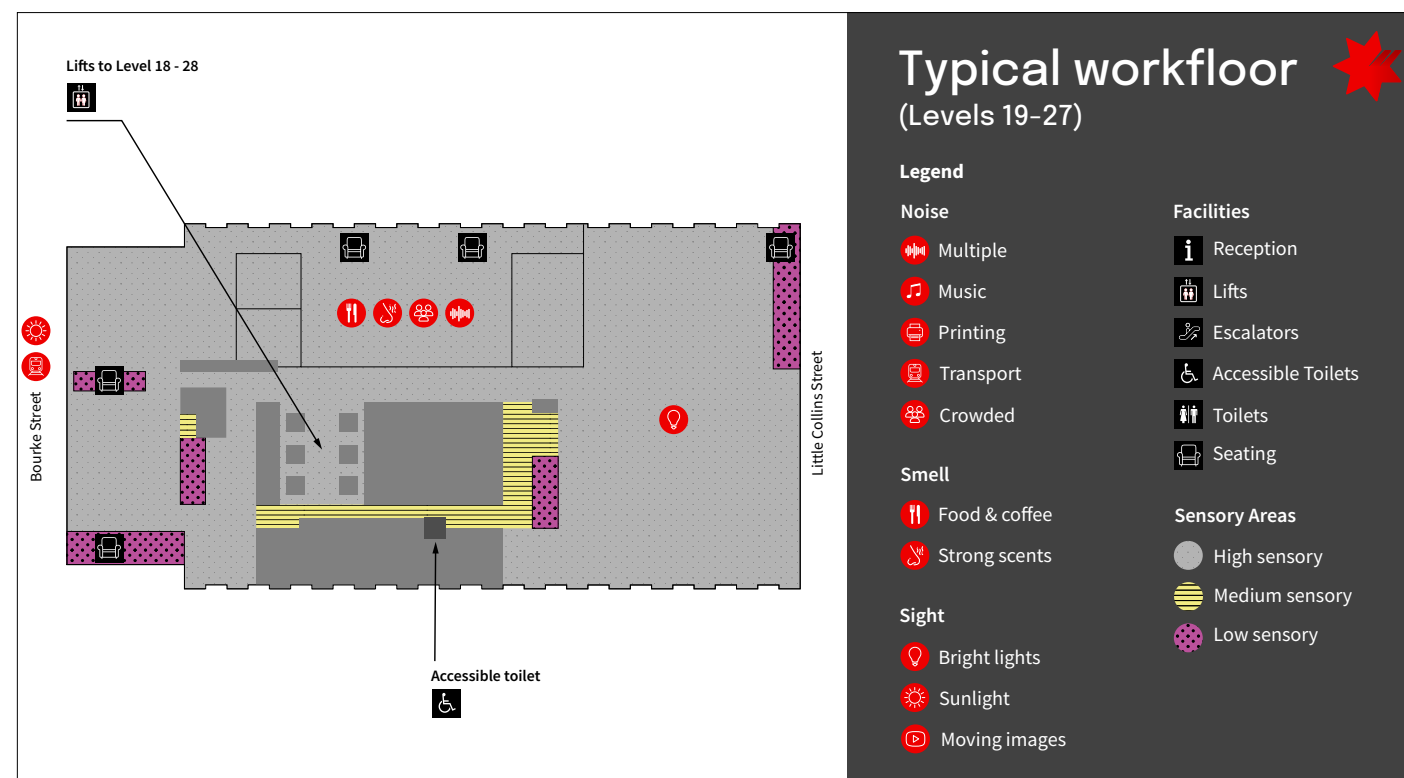 Lifts to Level 18 - 28
Bourke Street
Little Collins Street
Accessible toilet
Typical workfloor
(Levels 19-27)
Legend
Noise
Multiple
Music
Printing
Transport
Crowded
Smell
Food & coffee
Strong scents
Sight
Bright lights
Sunlight
Moving images
Facilities
Reception
Lifts
Escalators
Accessible Toilets
Toilets
Seating
Sensory Areas
High sensory
Medium sensory
Low sensory